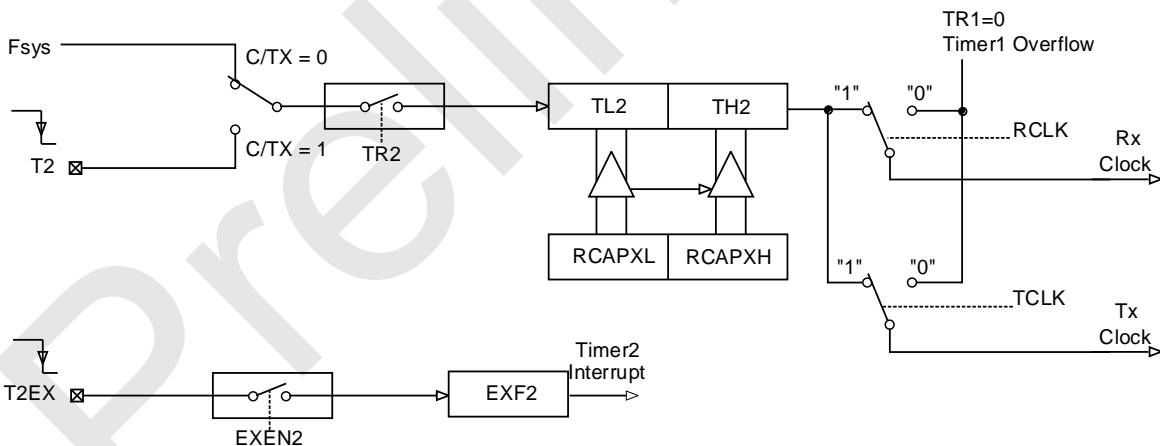 TR1=0
Timer1 Overflow
Fsys
C/TX = 0
"1"
"0"
TL2
TH2
RCLK
T2
C/TX = 1
TR2
Rx
Clock
RCAPXL
RCAPXH
"1"
"0"
TCLK
Tx
Clock
Timer2
Interrupt
T2EX
EXF2
EXEN2